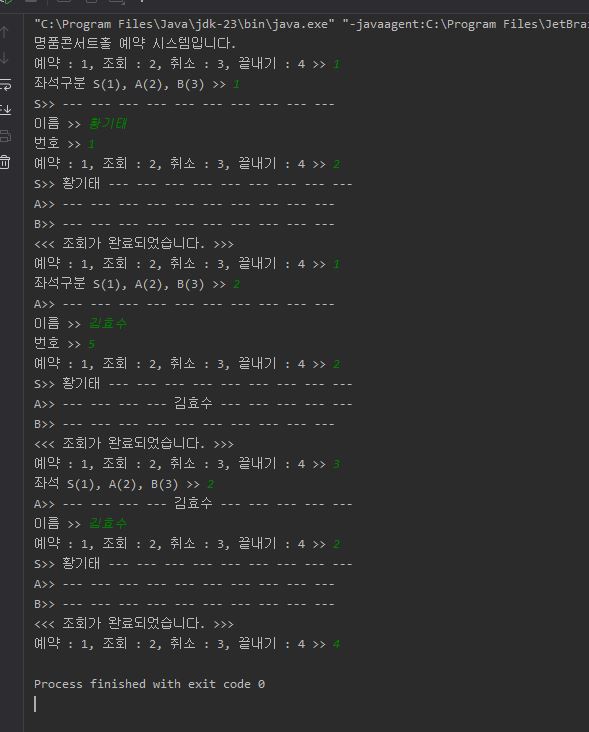 "C:\Program Files\Java\jdk-23\bin\java.exe" "-javaagent:C:\Program Files\JetBrai
명품콘서트홀 예약 시스템입니다.
예약 : 1, 조회 : 2, 취소 : 3, 끝내기 : 4 >> 1
좌석구분 S(1), A(2), B(3) >> 1
S>> --- --- --- --- --- --- --- --- --- ---
이름 >> 황기태
번호 >> 1
예약 : 1, 조회 : 2, 취소 : 3, 끝내기 : 4 >> 2
S>> 황기태 --- --- --- --- --- --- --- --- ---
A>> --- --- --- --- --- --- --- --- --- ---
B>> --- --- --- --- --- --- --- --- --- ---
<<< 조회가 완료되었습니다. >>>
예약 : 1, 조회 : 2, 취소 : 3, 끝내기 : 4 >> 1
좌석구분 S(1), A(2), B(3) >> 2
A>> --- --- --- --- --- --- --- --- --- ---
이름 >> 김효수
번호 >> 5
예약 : 1, 조회 : 2, 취소 : 3, 끝내기 : 4 >> 2
S>> 황기태 --- --- --- --- --- --- --- --- ---
A>> --- --- --- --- 김효수 --- --- --- --- ---
B>> --- --- --- --- --- --- --- --- --- ---
<<< 조회가 완료되었습니다. >>>
예약 : 1, 조회 : 2, 취소 : 3, 끝내기 : 4 >> 3
좌석 S(1), A(2), B(3) >> 2
A>> --- --- --- --- 김효수 --- --- --- --- ---
이름 >> 김효수
예약 : 1, 조회 : 2, 취소 : 3, 끝내기 : 4 >> 2
S>> 황기태 --- --- --- --- --- --- --- --- ---
A>> --- --- --- --- --- --- --- --- --- ---
B>> --- --- --- --- --- --- --- --- --- ---
<<< 조회가 완료되었습니다. >>>
예약 : 1, 조회 : 2, 취소 : 3, 끝내기 : 4 >> 4
Process finished with exit code 0